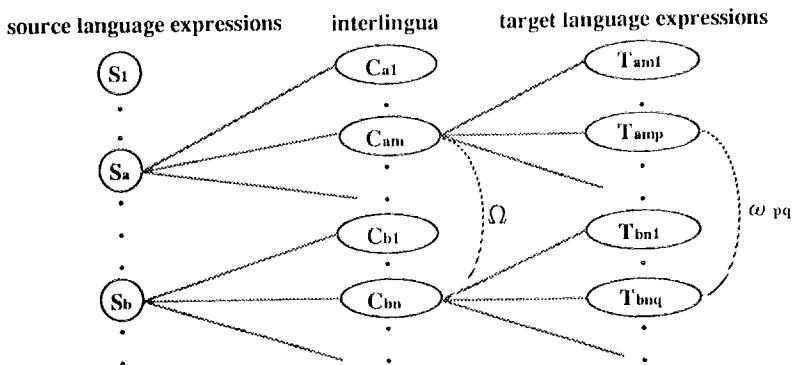 source language expressions interlingua target language expressions
S1 Ca1 Tam1
Sa Cam Tamp
Ω ω pq
Cb1 Tbn1
Sb Cbn Tbnq